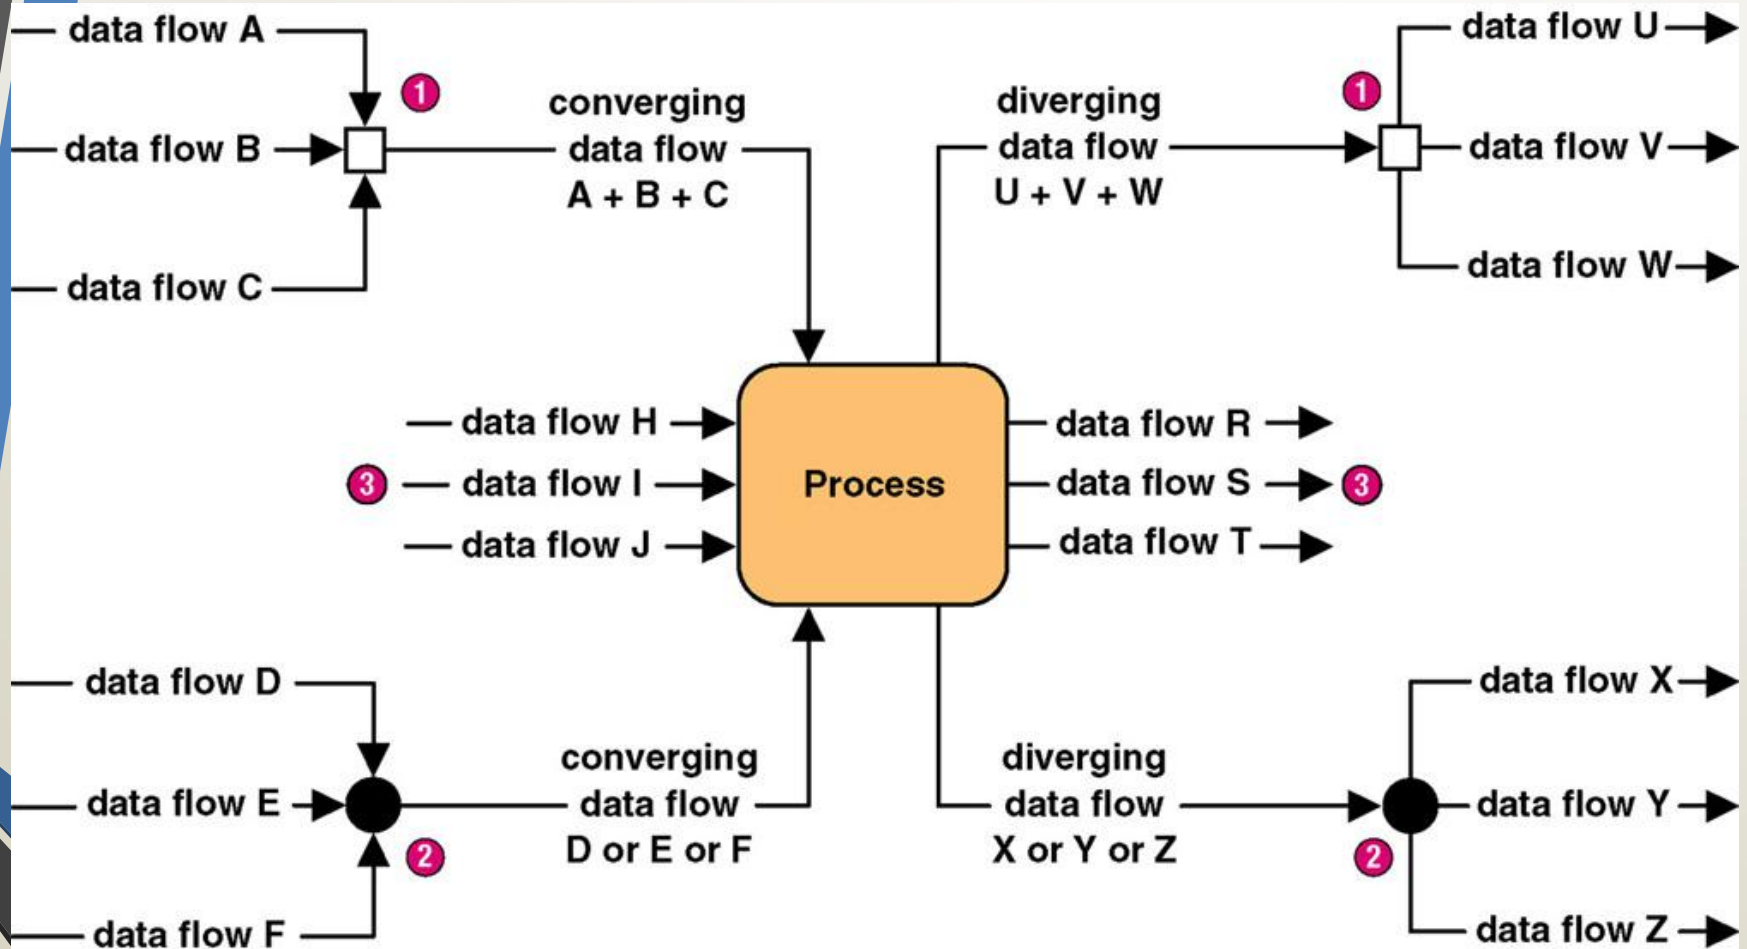 data flow A
data flow B
data flow C
1
converging
data flow
A + B + C
diverging
data flow
U + V + W
1
data flow U
data flow V
data flow W
data flow H
3
data flow I
data flow J
Process
data flow R
data flow S
3
data flow T
data flow D
data flow E
data flow F
2
converging
data flow
D or E or F
diverging
data flow
X or Y or Z
2
data flow X
data flow Y
data flow Z